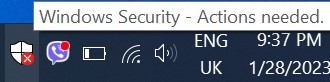 Windows Security - Actions needed.
ENG
9:37 PM
UK
1/28/2023